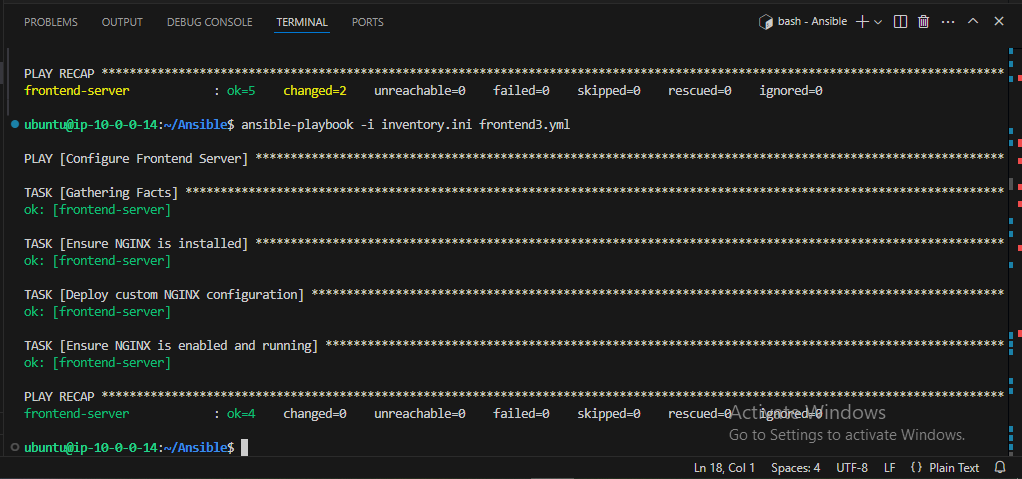 PROBLEMS OUTPUT DEBUG CONSOLE TERMINAL PORTS bash - Ansible
PLAY RECAP *********************************************************************************************************************************
frontend-server : ok=5 changed=2 unreachable=0 failed=0 skipped=0 rescued=0 ignored=0
ubuntu@ip-10-0-0-14:~/Ansible$ ansible-playbook -i inventory.ini frontend3.yml
PLAY [Configure Frontend Server] ***********************************************************************************************************
TASK [Gathering Facts] *********************************************************************************************************************
ok: [frontend-server]
TASK [Ensure NGINX is installed] ***********************************************************************************************************
ok: [frontend-server]
TASK [Deploy custom NGINX configuration] ***************************************************************************************************
ok: [frontend-server]
TASK [Ensure NGINX is enabled and running] *************************************************************************************************
ok: [frontend-server]
PLAY RECAP *********************************************************************************************************************************
frontend-server : ok=4 changed=0 unreachable=0 failed=0 skipped=0 rescued=0 ignored=0
Activate Windows
Go to Settings to activate Windows.
ubuntu@ip-10-0-0-14:~/Ansible$
Ln 18, Col 1 Spaces: 4 UTF-8 LF {} Plain Text